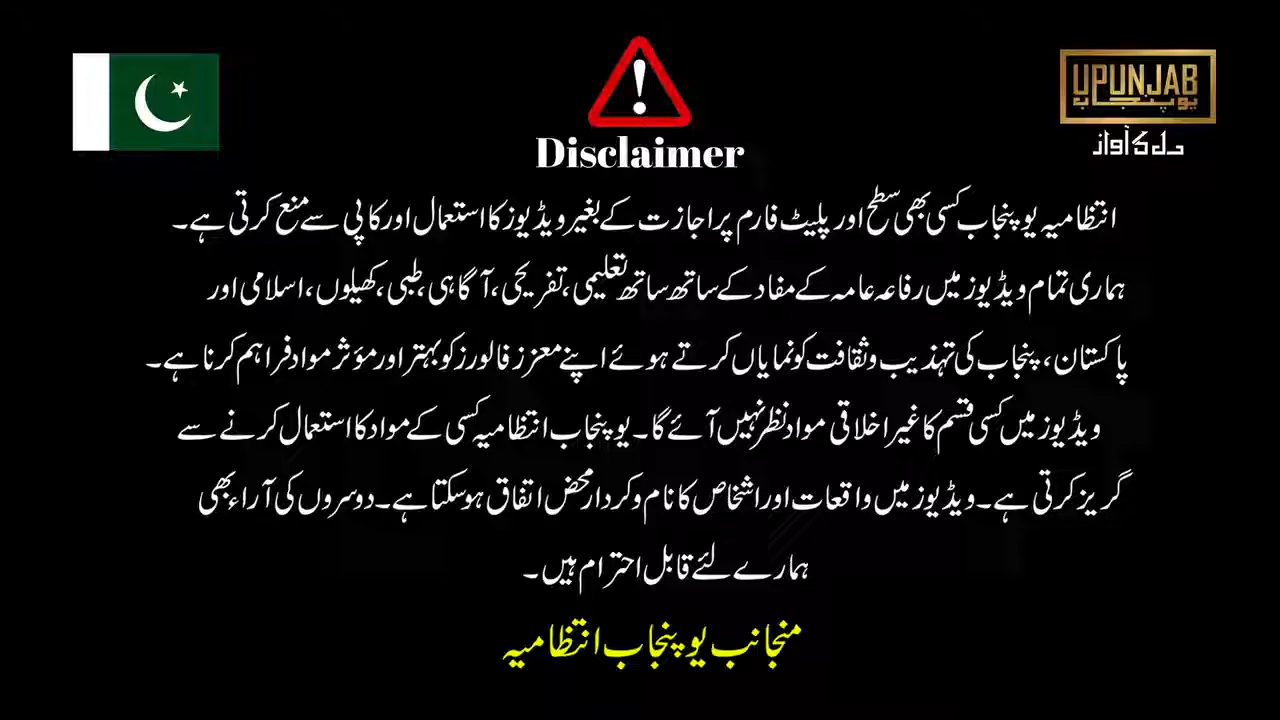 UPUNJAB
یوپنجاب
دل کی آواز
Disclaimer
انتظامیہ یوپنجاب کسی بھی سطح اور پلیٹ فارم پر اجازت کے بغیر ویڈیوز کا استعمال اور کاپی سے منع کرتی ہے۔
ہماری تمام ویڈیوز میں رفاعہ عامہ کے مفاد کے ساتھ ساتھ تعلیمی، تفریحی، آگاہی، طبی، کھیلوں، اسلامی اور
پاکستان، پنجاب کی تہذیب و ثقافت کو نمایاں کرتے ہوئے اپنے معزز فالورز کو بہتر اور مؤثر مواد فراہم کرنا ہے۔
ویڈیوز میں کسی قسم کا غیر اخلاقی مواد نظر نہیں آئے گا۔ یوپنجاب انتظامیہ کسی کے مواد کا استعمال کرنے سے
گریز کرتی ہے۔ ویڈیوز میں واقعات اور اشخاص کا نام و کردار محض اتفاق ہوسکتا ہے۔ دوسروں کی آراء بھی
ہمارے لئے قابل احترام ہیں۔
منجانب یوپنجاب انتظامیہ